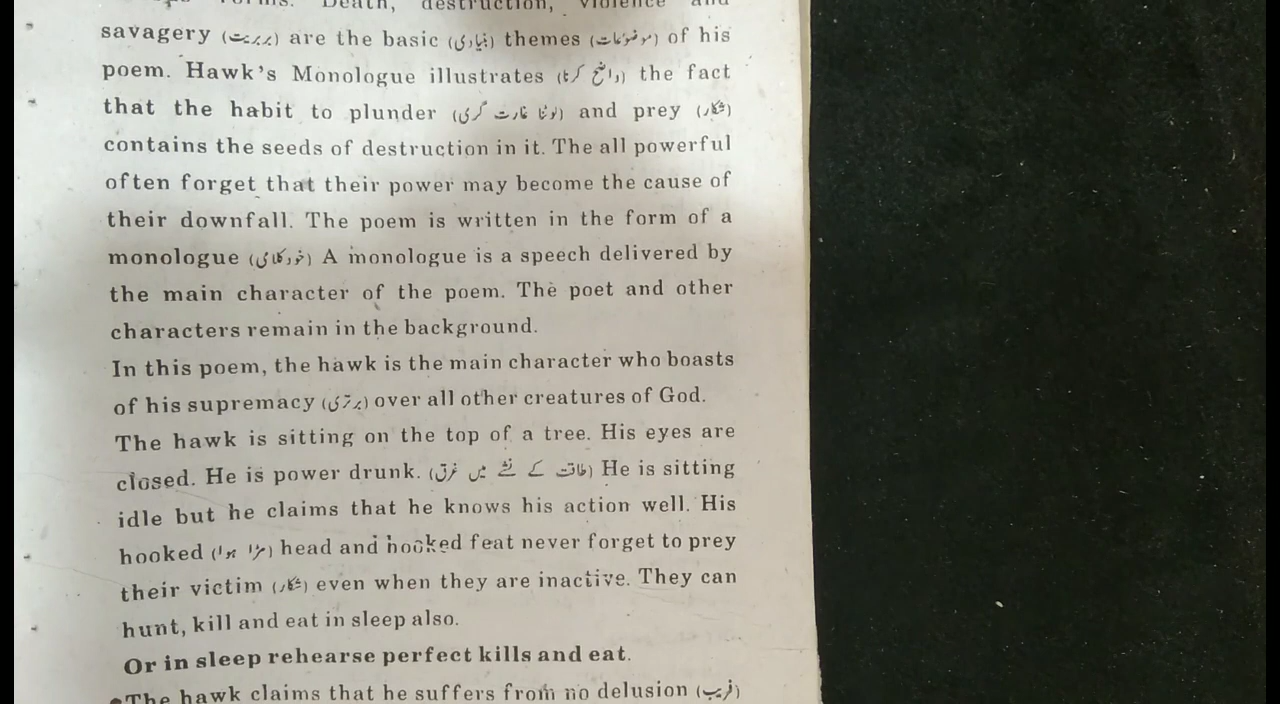 forms. Death, destruction, violence and
savagery (بربریت) are the basic (بنیادی) themes (موضوعات) of his
poem. Hawk's Monologue illustrates (واضح کرنا) the fact
that the habit to plunder (لوٹنا غارت گری) and prey (شکار)
contains the seeds of destruction in it. The all powerful
often forget that their power may become the cause of
their downfall. The poem is written in the form of a
monologue (خود کلامی) A monologue is a speech delivered by
the main character of the poem. The poet and other
characters remain in the background.
In this poem, the hawk is the main character who boasts
of his supremacy (برتری) over all other creatures of God.
The hawk is sitting on the top of a tree. His eyes are
closed. He is power drunk. (طاقت کے نشے میں غرق) He is sitting
idle but he claims that he knows his action well. His
hooked (مڑا ہوا) head and hooked feat never forget to prey
their victim (شکار) even when they are inactive. They can
hunt, kill and eat in sleep also.
Or in sleep rehearse perfect kills and eat.
The hawk claims that he suffers from no delusion (فریب)